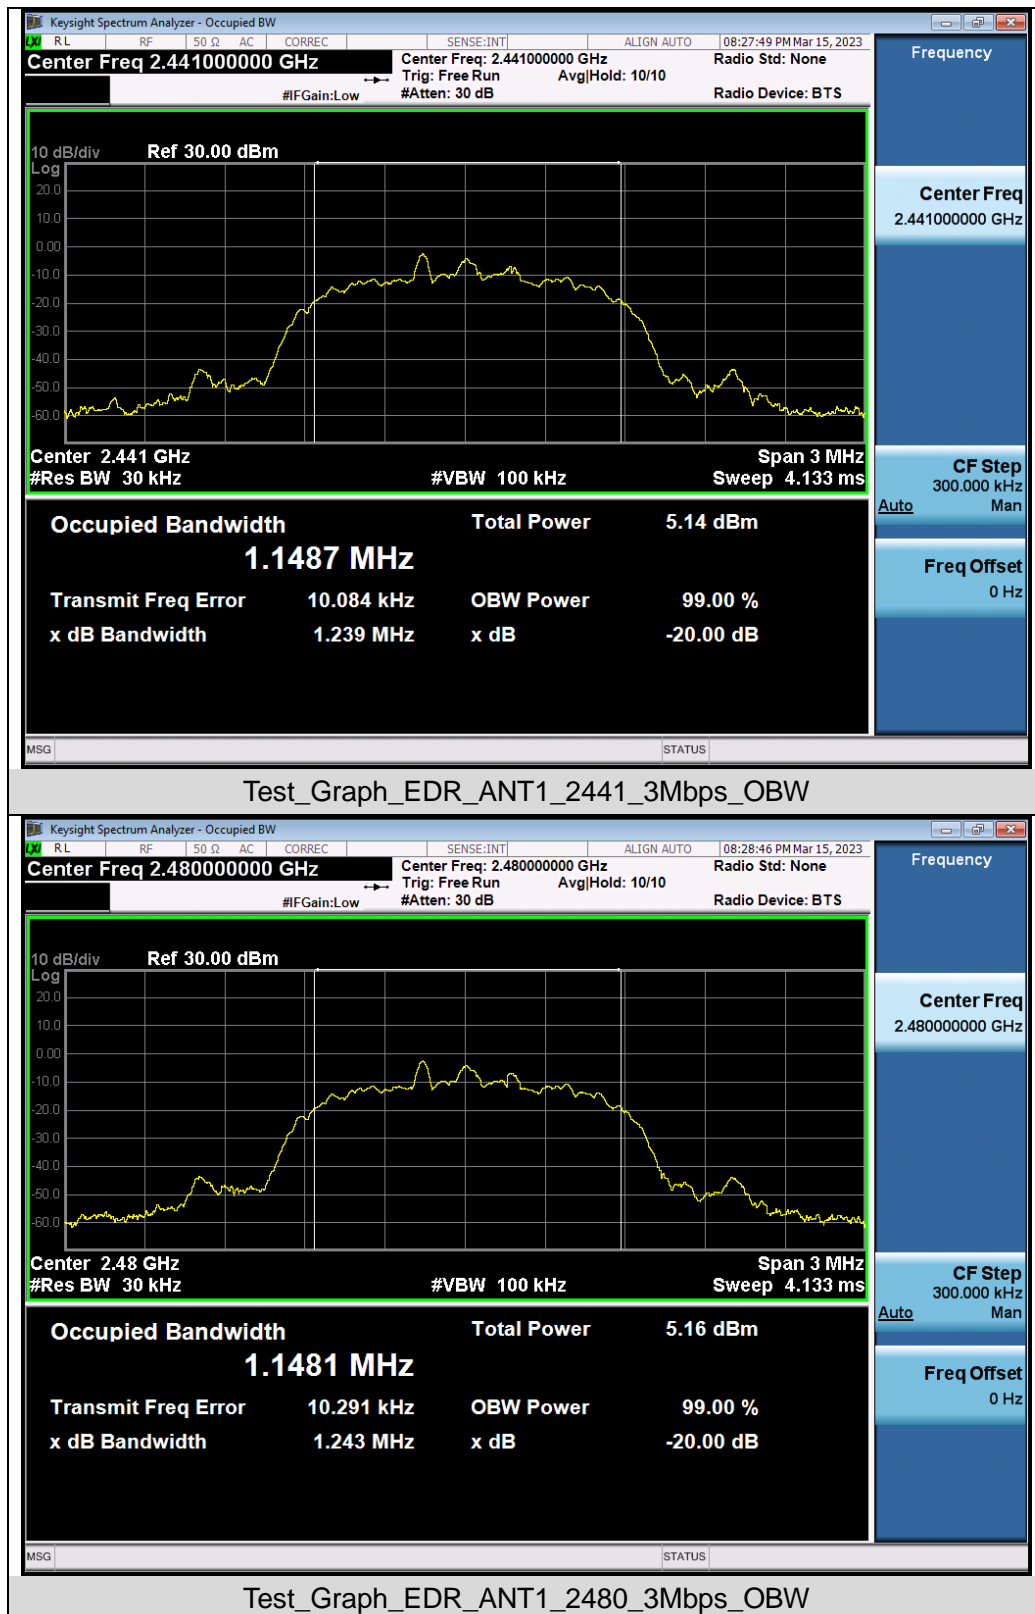 Keysight Spectrum Analyzer - Occupied BW
LXI RL RF 50 Ω AC CORREC SENSE:INT ALIGN AUTO 08:27:49 PM Mar 15, 2023
Center Freq 2.441000000 GHz
Center Freq: 2.441000000 GHz Radio Std: None
Trig: Free Run Avg|Hold: 10/10
#IFGain:Low #Atten: 30 dB Radio Device: BTS
Frequency
10 dB/div Ref 30.00 dBm
Log
20.0
10.0
0.00
-10.0
-20.0
-30.0
-40.0
-50.0
-60.0
Center 2.441 GHz Span 3 MHz
#Res BW 30 kHz #VBW 100 kHz Sweep 4.133 ms
Center Freq
2.441000000 GHz
CF Step
300.000 kHz
Auto Man
Freq Offset
0 Hz
Occupied Bandwidth Total Power 5.14 dBm
1.1487 MHz
Transmit Freq Error 10.084 kHz OBW Power 99.00 %
x dB Bandwidth 1.239 MHz x dB -20.00 dB
MSG STATUS
Test_Graph_EDR_ANT1_2441_3Mbps_OBW
Keysight Spectrum Analyzer - Occupied BW
LXI RL RF 50 Ω AC CORREC SENSE:INT ALIGN AUTO 08:28:46 PM Mar 15, 2023
Center Freq 2.480000000 GHz
Center Freq: 2.480000000 GHz Radio Std: None
Trig: Free Run Avg|Hold: 10/10
#IFGain:Low #Atten: 30 dB Radio Device: BTS
Frequency
10 dB/div Ref 30.00 dBm
Log
20.0
10.0
0.00
-10.0
-20.0
-30.0
-40.0
-50.0
-60.0
Center 2.48 GHz Span 3 MHz
#Res BW 30 kHz #VBW 100 kHz Sweep 4.133 ms
Center Freq
2.480000000 GHz
CF Step
300.000 kHz
Auto Man
Freq Offset
0 Hz
Occupied Bandwidth Total Power 5.16 dBm
1.1481 MHz
Transmit Freq Error 10.291 kHz OBW Power 99.00 %
x dB Bandwidth 1.243 MHz x dB -20.00 dB
MSG STATUS
Test_Graph_EDR_ANT1_2480_3Mbps_OBW